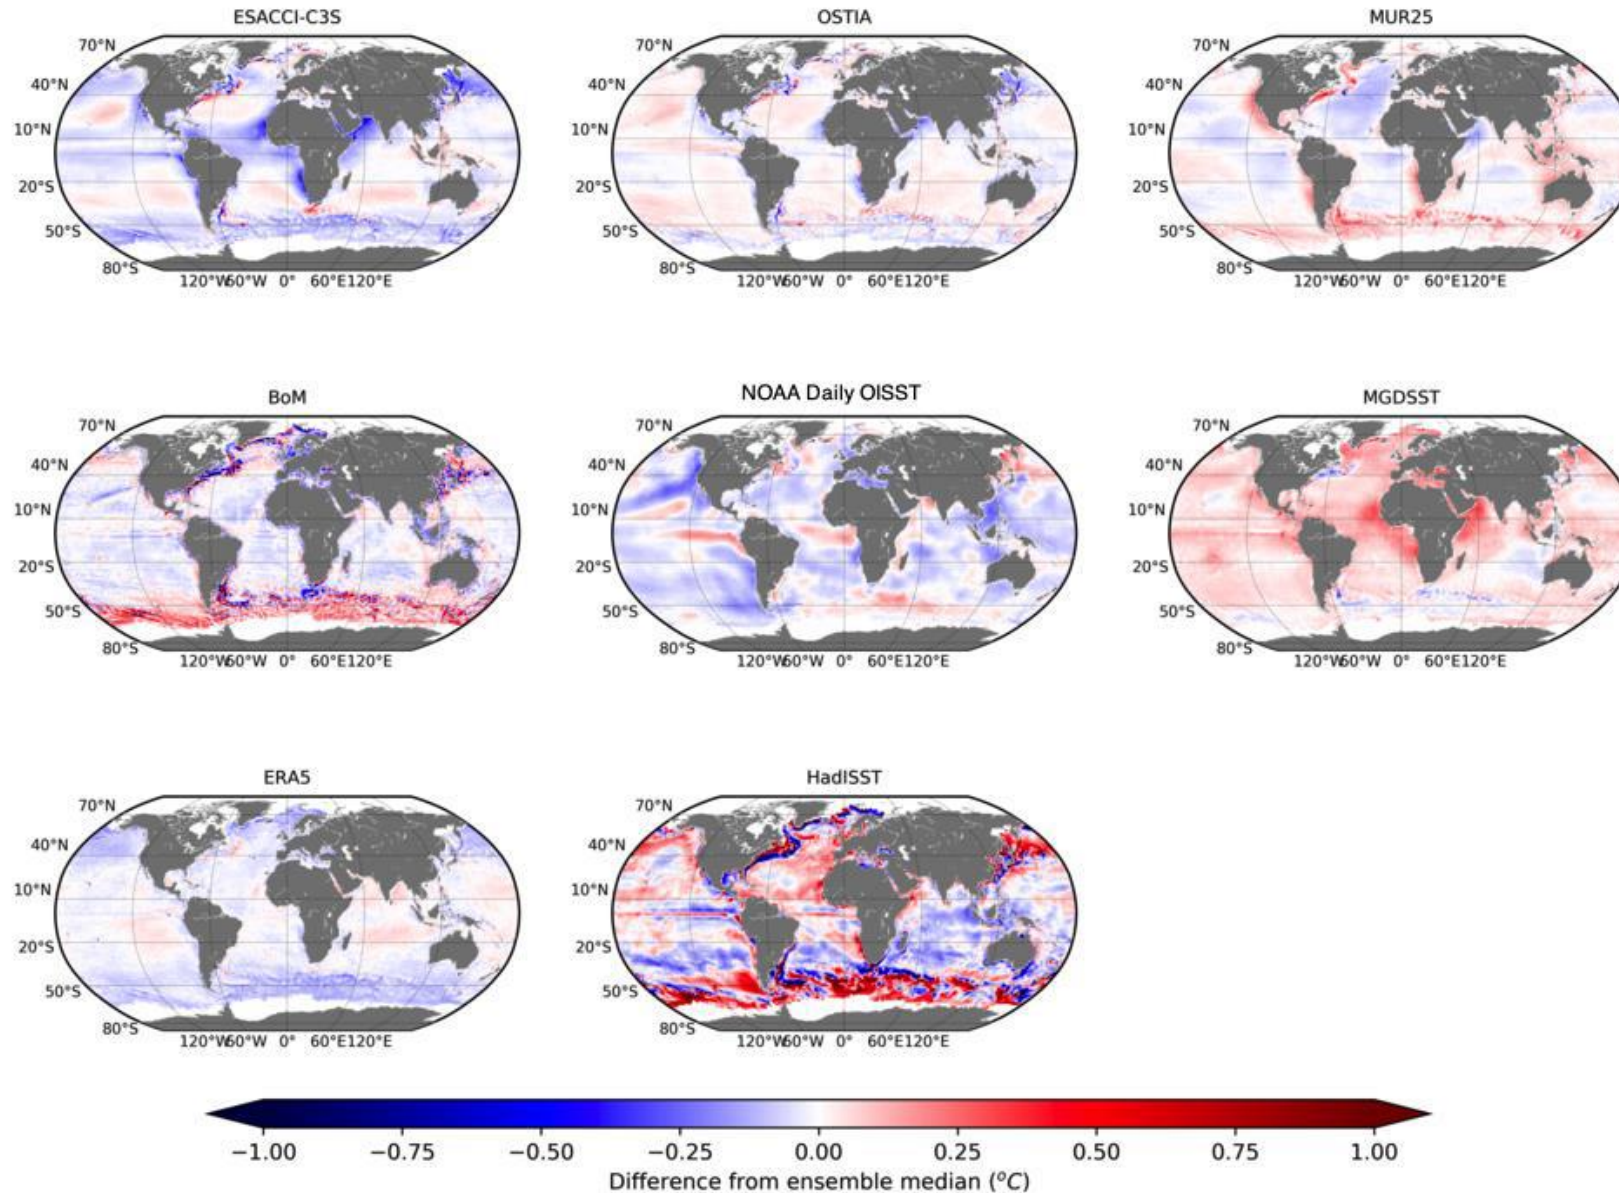 ESACCI-C3S
OSTIA
MUR25
70°N
40°N
10°N
20°S
50°S
80°S
120°W60°W 0° 60°E120°E
70°N
40°N
10°N
20°S
50°S
80°S
120°W60°W 0° 60°E120°E
70°N
40°N
10°N
20°S
50°S
80°S
120°W60°W 0° 60°E120°E
BoM
NOAA Daily OISST
MGDSST
70°N
40°N
10°N
20°S
50°S
80°S
120°W60°W 0° 60°E120°E
70°N
40°N
10°N
20°S
50°S
80°S
120°W60°W 0° 60°E120°E
70°N
40°N
10°N
20°S
50°S
80°S
120°W60°W 0° 60°E120°E
ERA5
HadISST
70°N
40°N
10°N
20°S
50°S
80°S
120°W60°W 0° 60°E120°E
70°N
40°N
10°N
20°S
50°S
80°S
120°W60°W 0° 60°E120°E
−1.00 −0.75 −0.50 −0.25 0.00 0.25 0.50 0.75 1.00
Difference from ensemble median (°C)